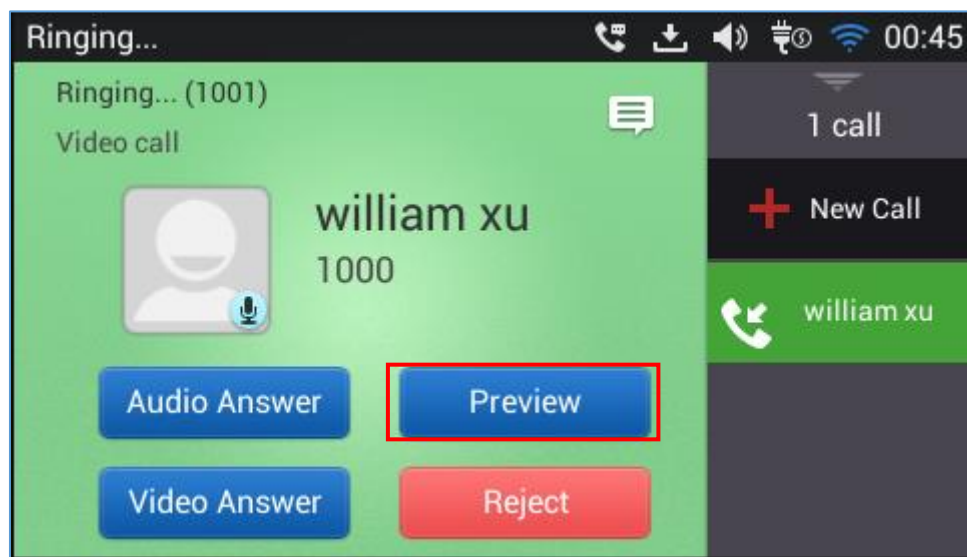 Ringing...
00:45
Ringing... (1001)
Video call
william xu
1000
Audio Answer
Preview
Video Answer
Reject
1 call
New Call
william xu